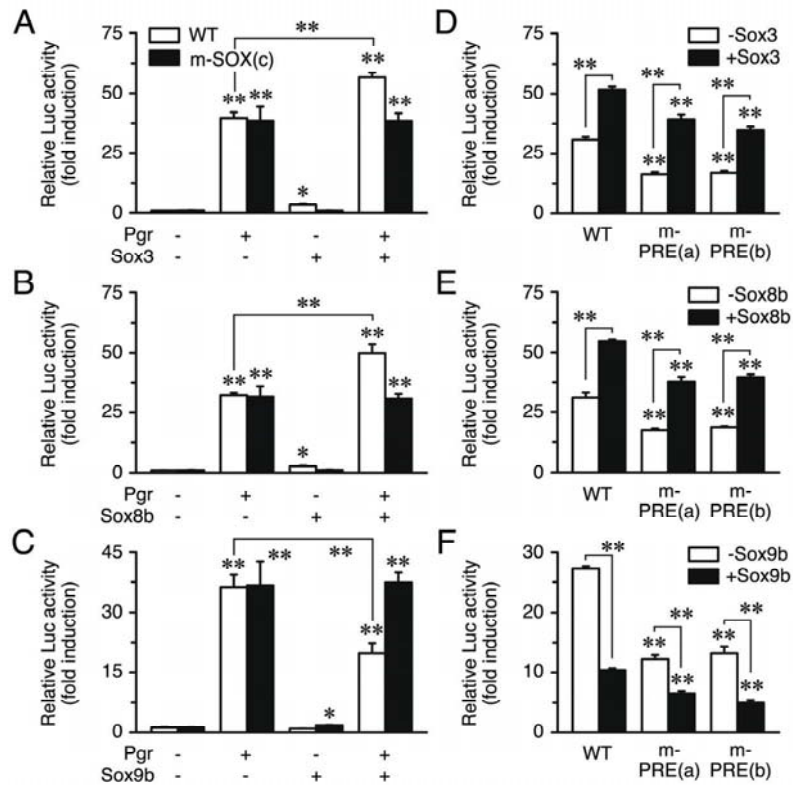 A
Relative Luc activity
(fold induction)
75
50
25
0
WT
m-SOX(c)
**
** **
*
**
**
Pgr - + - +
Sox3 - - + +
B
Relative Luc activity
(fold induction)
75
50
25
0
**
** **
*
**
**
Pgr - + - +
Sox8b - - + +
C
Relative Luc activity
(fold induction)
45
30
15
0
** ** ** **
**
*
Pgr - + - +
Sox9b - - + +
D
Relative Luc activity
(fold induction)
75
50
25
0
-Sox3
+Sox3
** ** **
** **
** **
WT m-PRE(a) m-PRE(b)
E
Relative Luc activity
(fold induction)
75
50
25
0
-Sox8b
+Sox8b
** ** **
** **
** **
WT m-PRE(a) m-PRE(b)
F
Relative Luc activity
(fold induction)
30
20
10
0
-Sox9b
+Sox9b
** ** **
** **
** **
WT m-PRE(a) m-PRE(b)